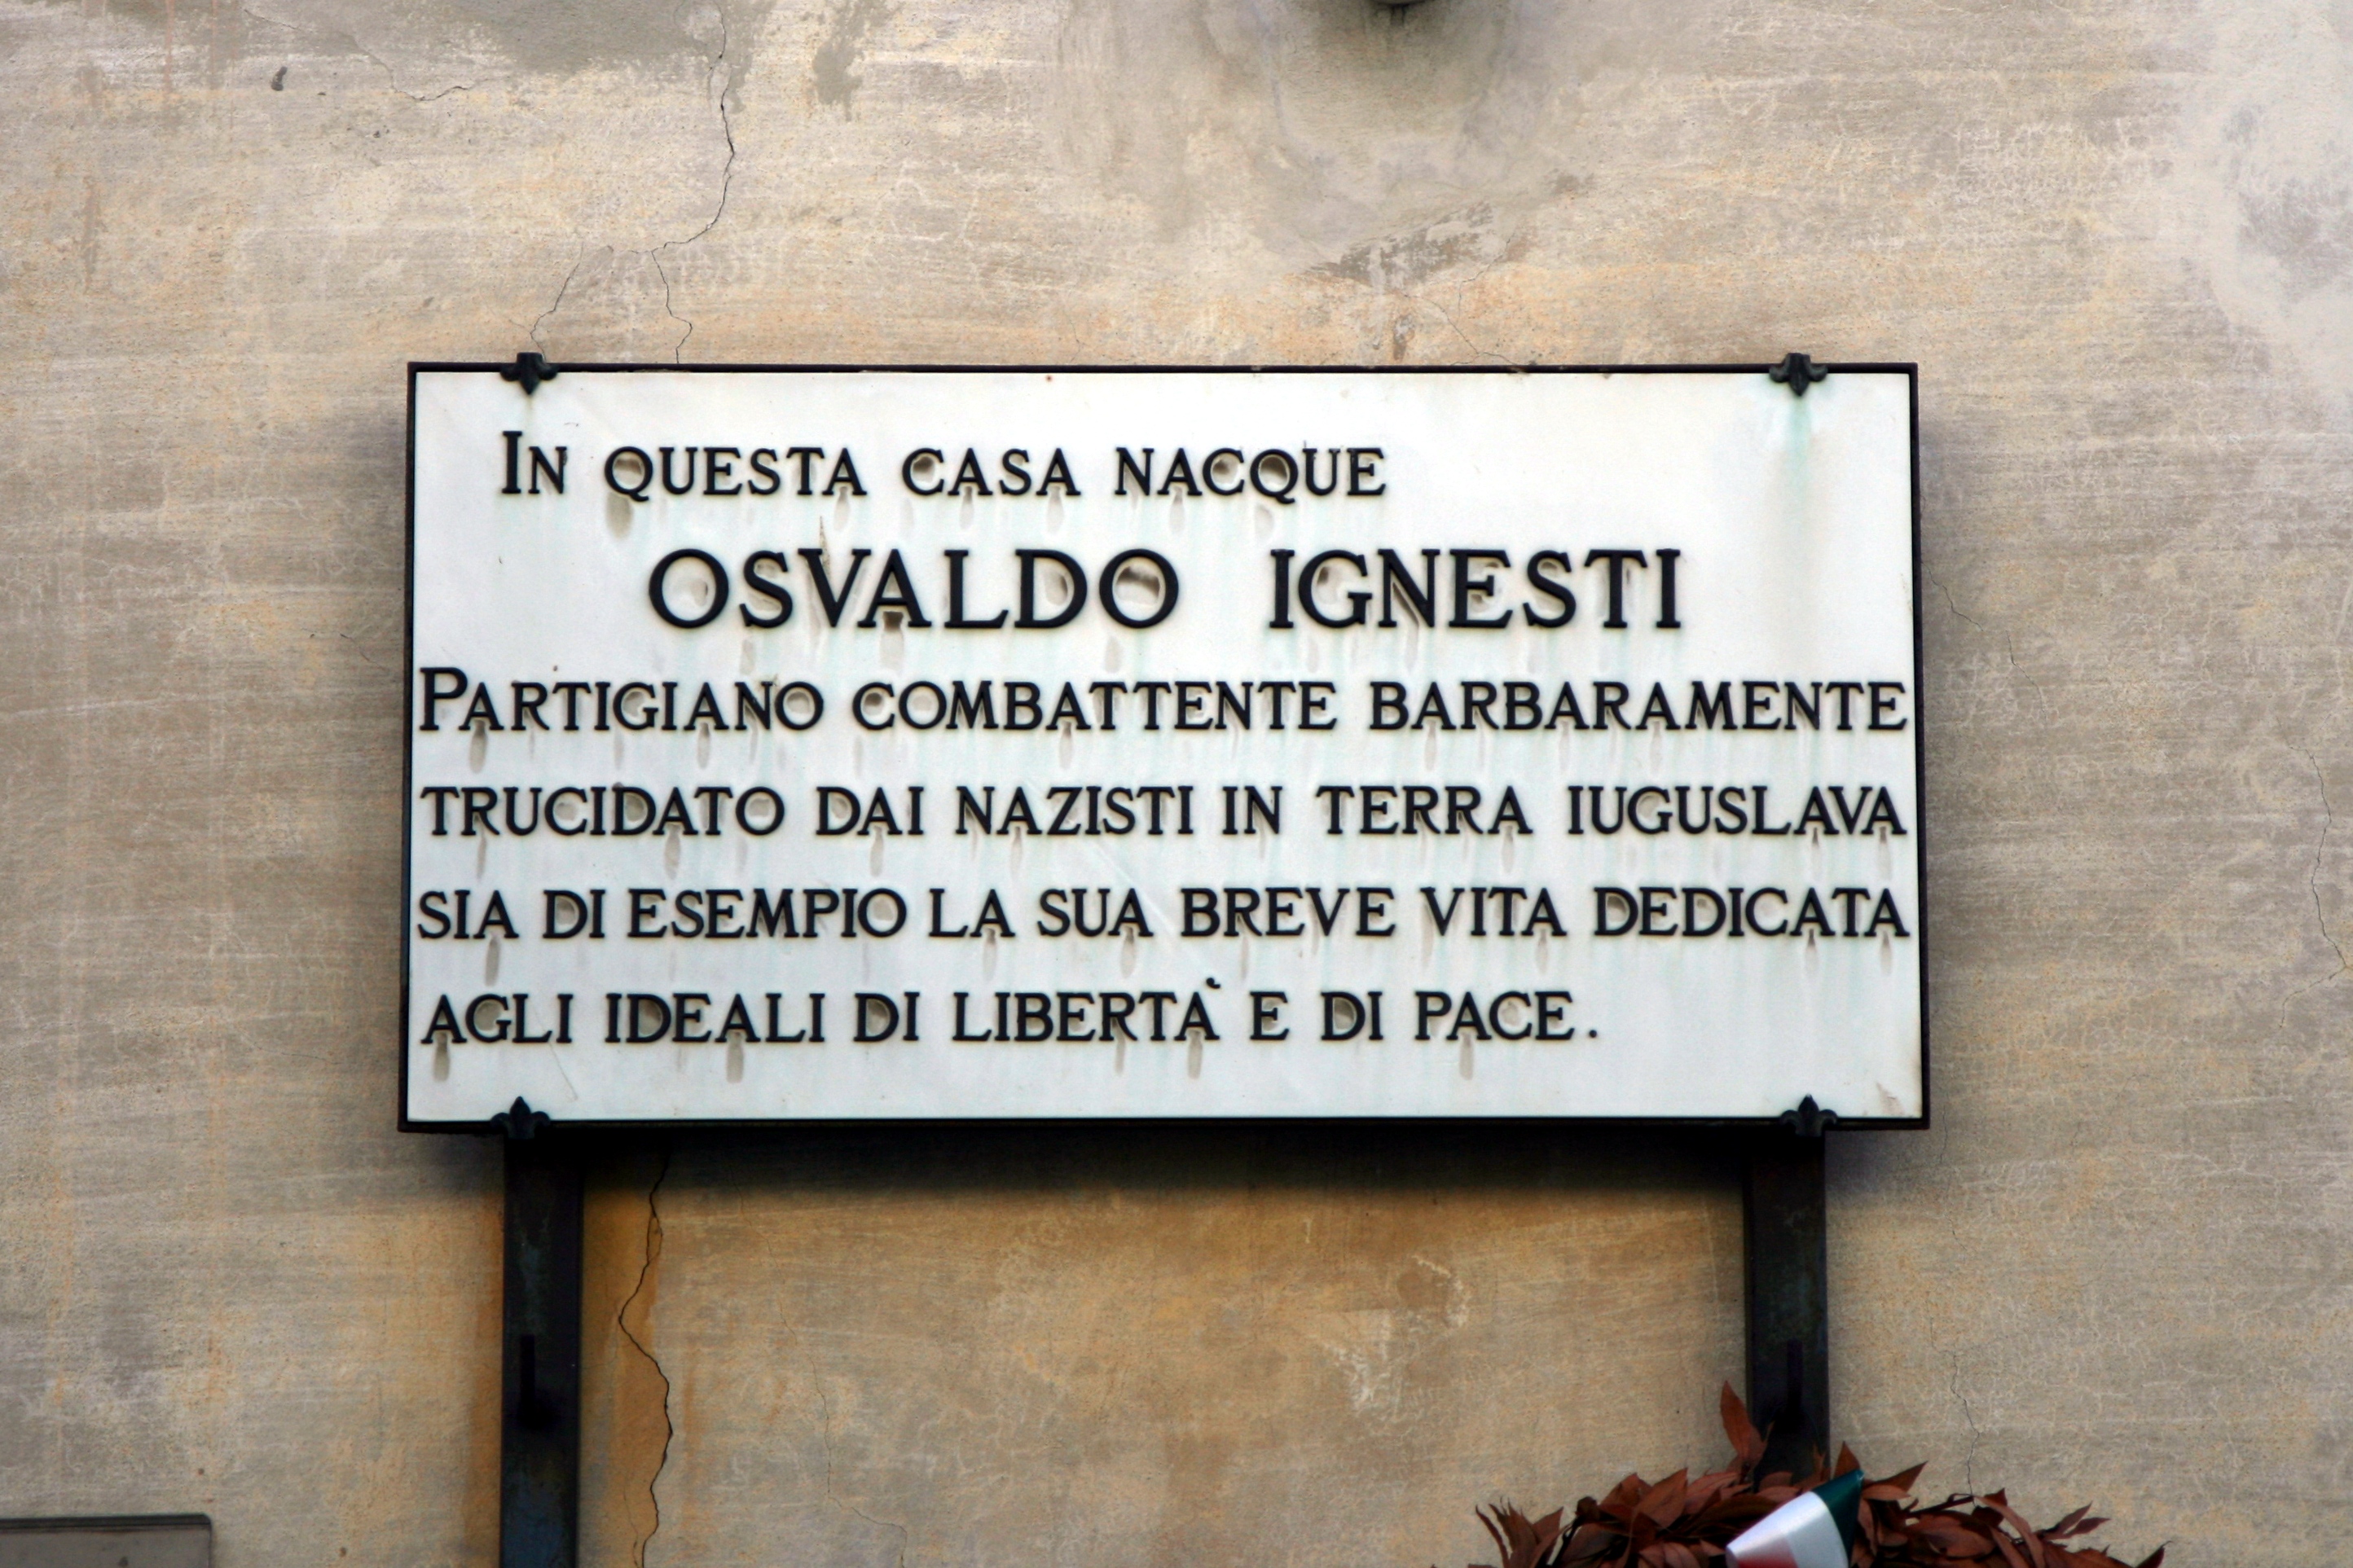 In questa casa nacque
OSVALDO IGNESTI
Partigiano combattente barbaramente
trucidato dai nazisti in terra iuguslava
sia di esempio la sua breve vita dedicata
agli ideali di libertà e di pace.